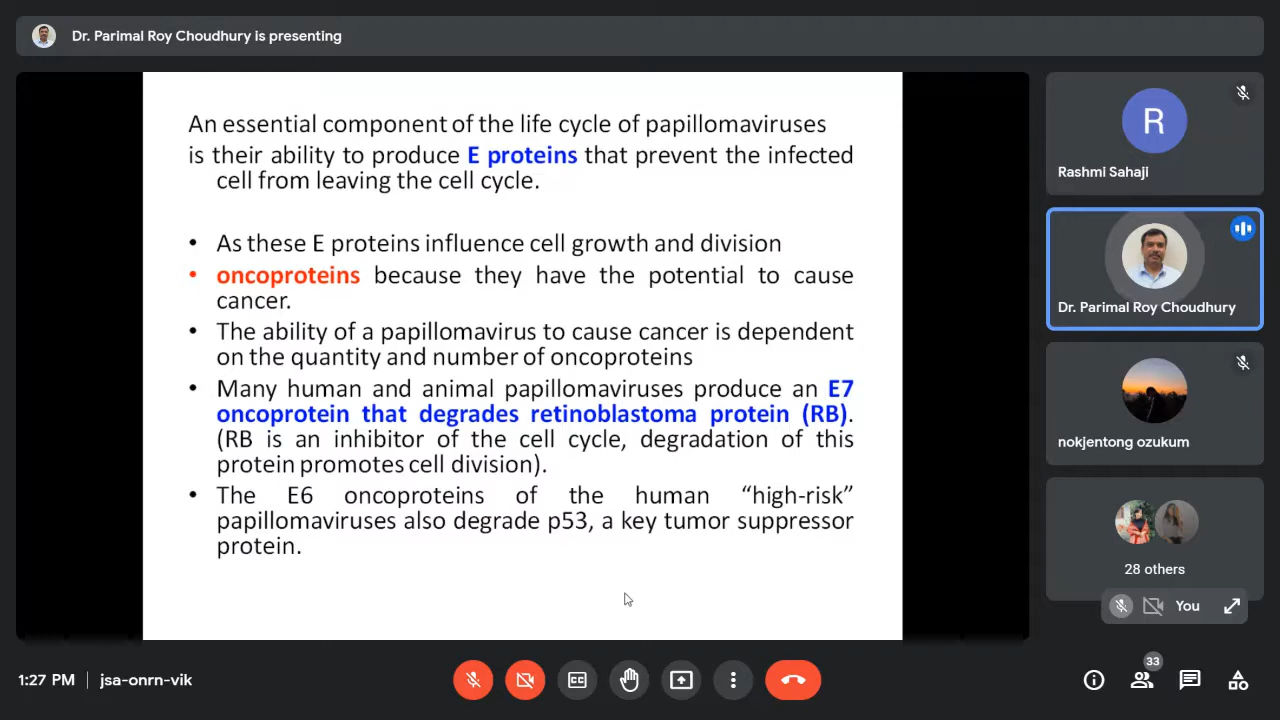 Dr. Parimal Roy Choudhury is presenting
An essential component of the life cycle of papillomaviruses
is their ability to produce E proteins that prevent the infected
cell from leaving the cell cycle.
• As these E proteins influence cell growth and division
• oncoproteins because they have the potential to cause
cancer.
• The ability of a papillomavirus to cause cancer is dependent
on the quantity and number of oncoproteins
• Many human and animal papillomaviruses produce an E7
oncoprotein that degrades retinoblastoma protein (RB).
(RB is an inhibitor of the cell cycle, degradation of this
protein promotes cell division).
• The E6 oncoproteins of the human “high-risk”
papillomaviruses also degrade p53, a key tumor suppressor
protein.
R
Rashmi Sahaji
Dr. Parimal Roy Choudhury
nokjentong ozukum
28 others
You
1:27 PM | jsa-onrn-vik
CC
33